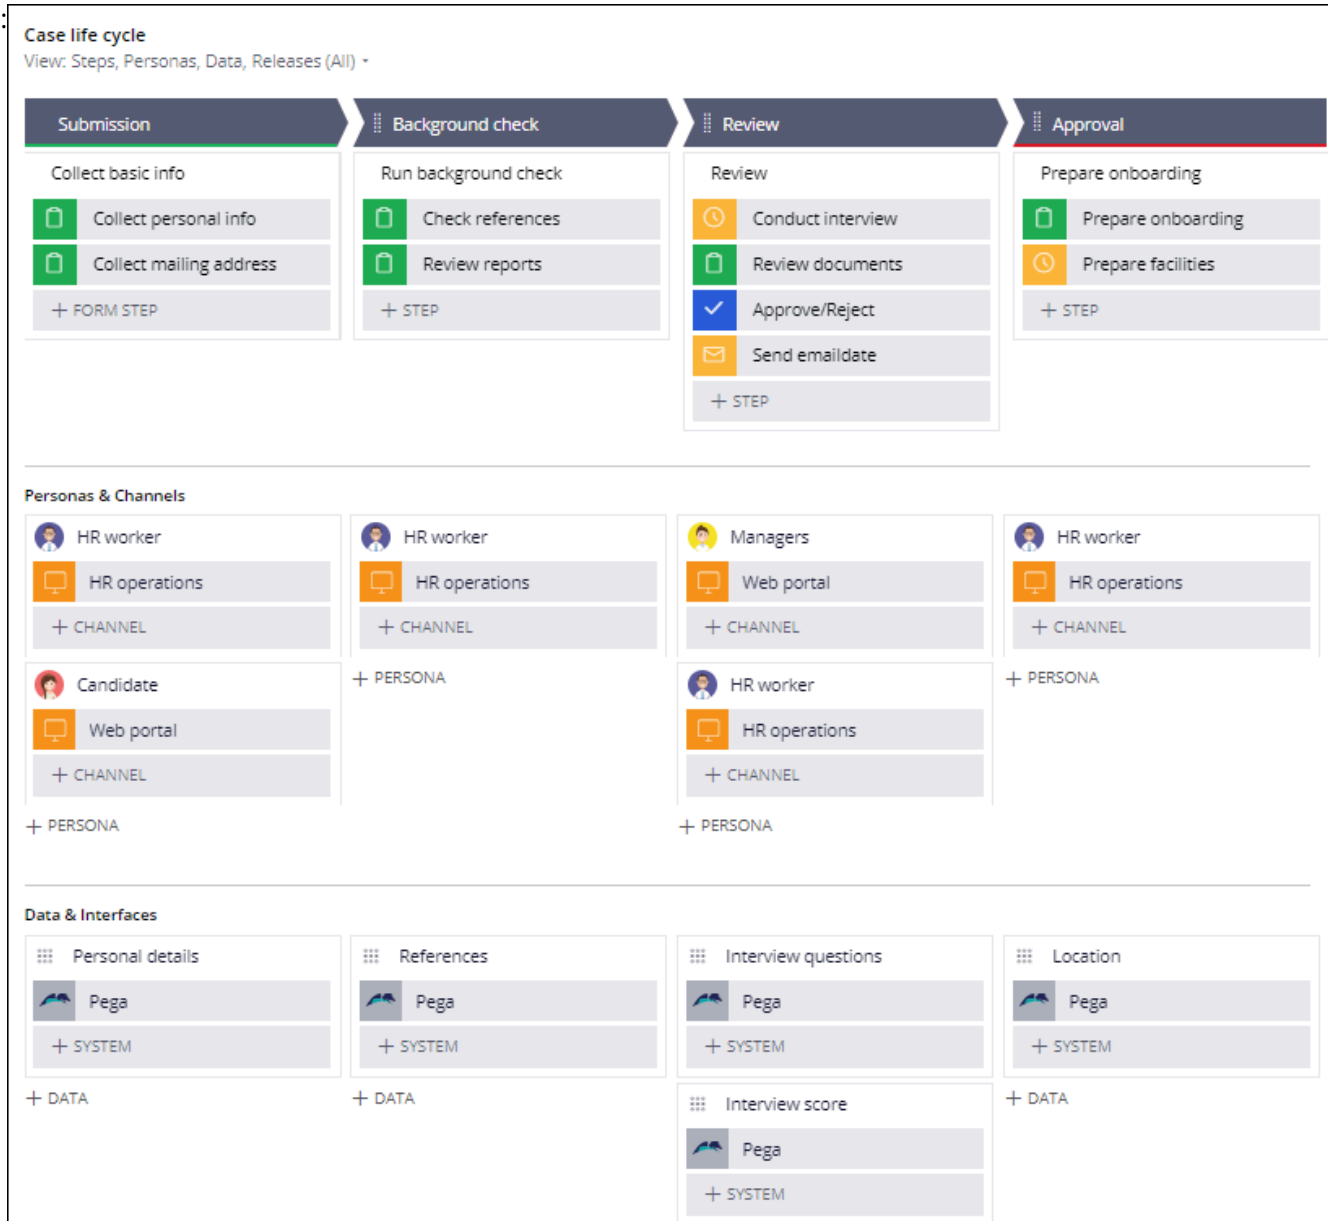 :
Case life cycle
View: Steps, Personas, Data, Releases (All)
Submission
Background check
Review
Approval
Collect basic info
Collect personal info
Collect mailing address
+ FORM STEP
Run background check
Check references
Review reports
+ STEP
Review
Conduct interview
Review documents
Approve/Reject
Send emaildate
+ STEP
Prepare onboarding
Prepare onboarding
Prepare facilities
+ STEP
Personas & Channels
HR worker
HR operations
+ CHANNEL
Candidate
Web portal
+ CHANNEL
+ PERSONA
HR worker
HR operations
+ CHANNEL
+ PERSONA
Managers
Web portal
+ CHANNEL
HR worker
HR operations
+ CHANNEL
+ PERSONA
HR worker
HR operations
+ CHANNEL
+ PERSONA
Data & Interfaces
Personal details
Pega
+ SYSTEM
+ DATA
References
Pega
+ SYSTEM
+ DATA
Interview questions
Pega
+ SYSTEM
Interview score
Pega
+ SYSTEM
Location
Pega
+ SYSTEM
+ DATA